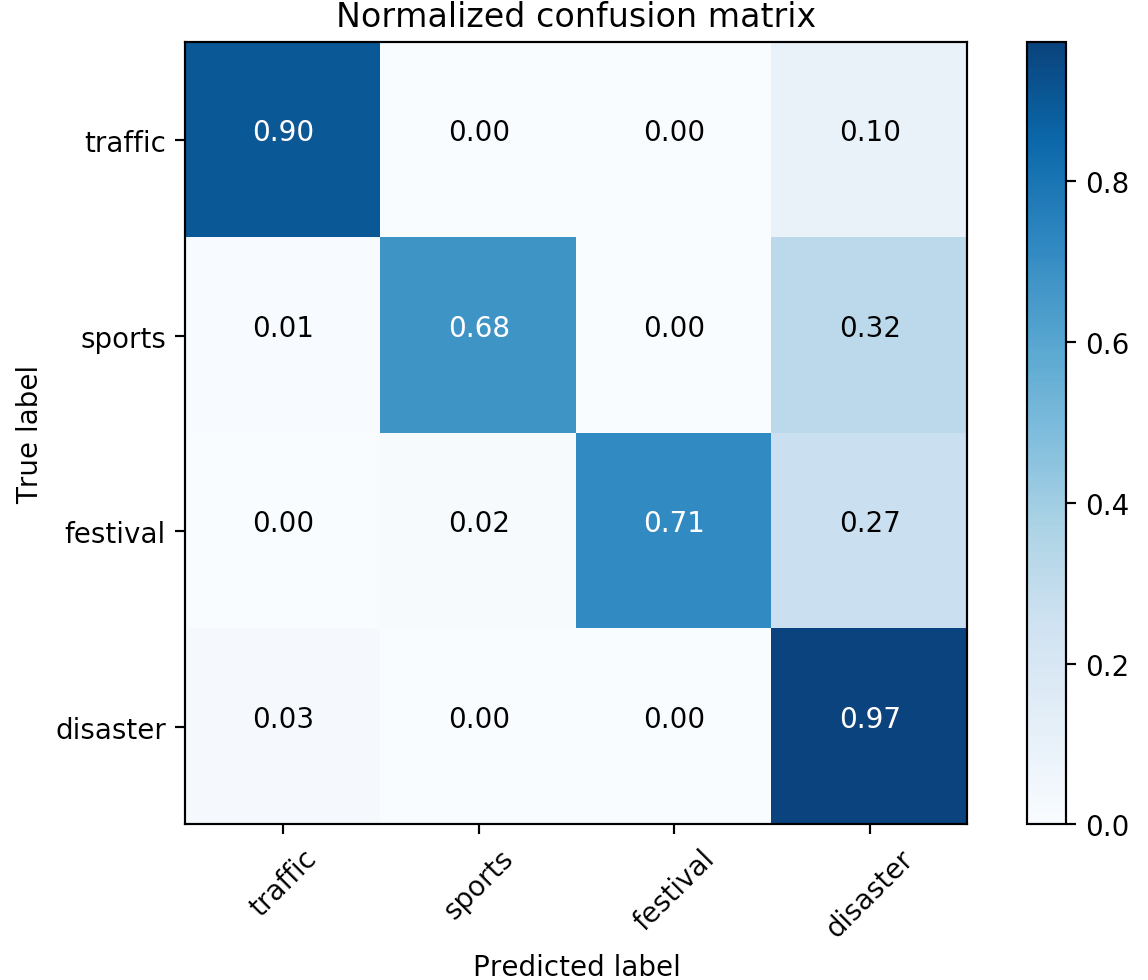 Normalized confusion matrix
traffic 0.90 0.00 0.00 0.10
0.8
sports 0.01 0.68 0.00 0.32
0.6
True label
festival 0.00 0.02 0.71 0.27
0.4
0.2
disaster 0.03 0.00 0.00 0.97
0.0
traffic sports festival disaster
Predicted label